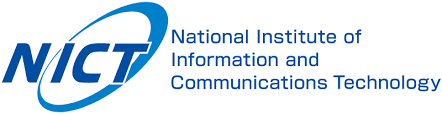 NICT
National Institute of
Information and
Communications Technology